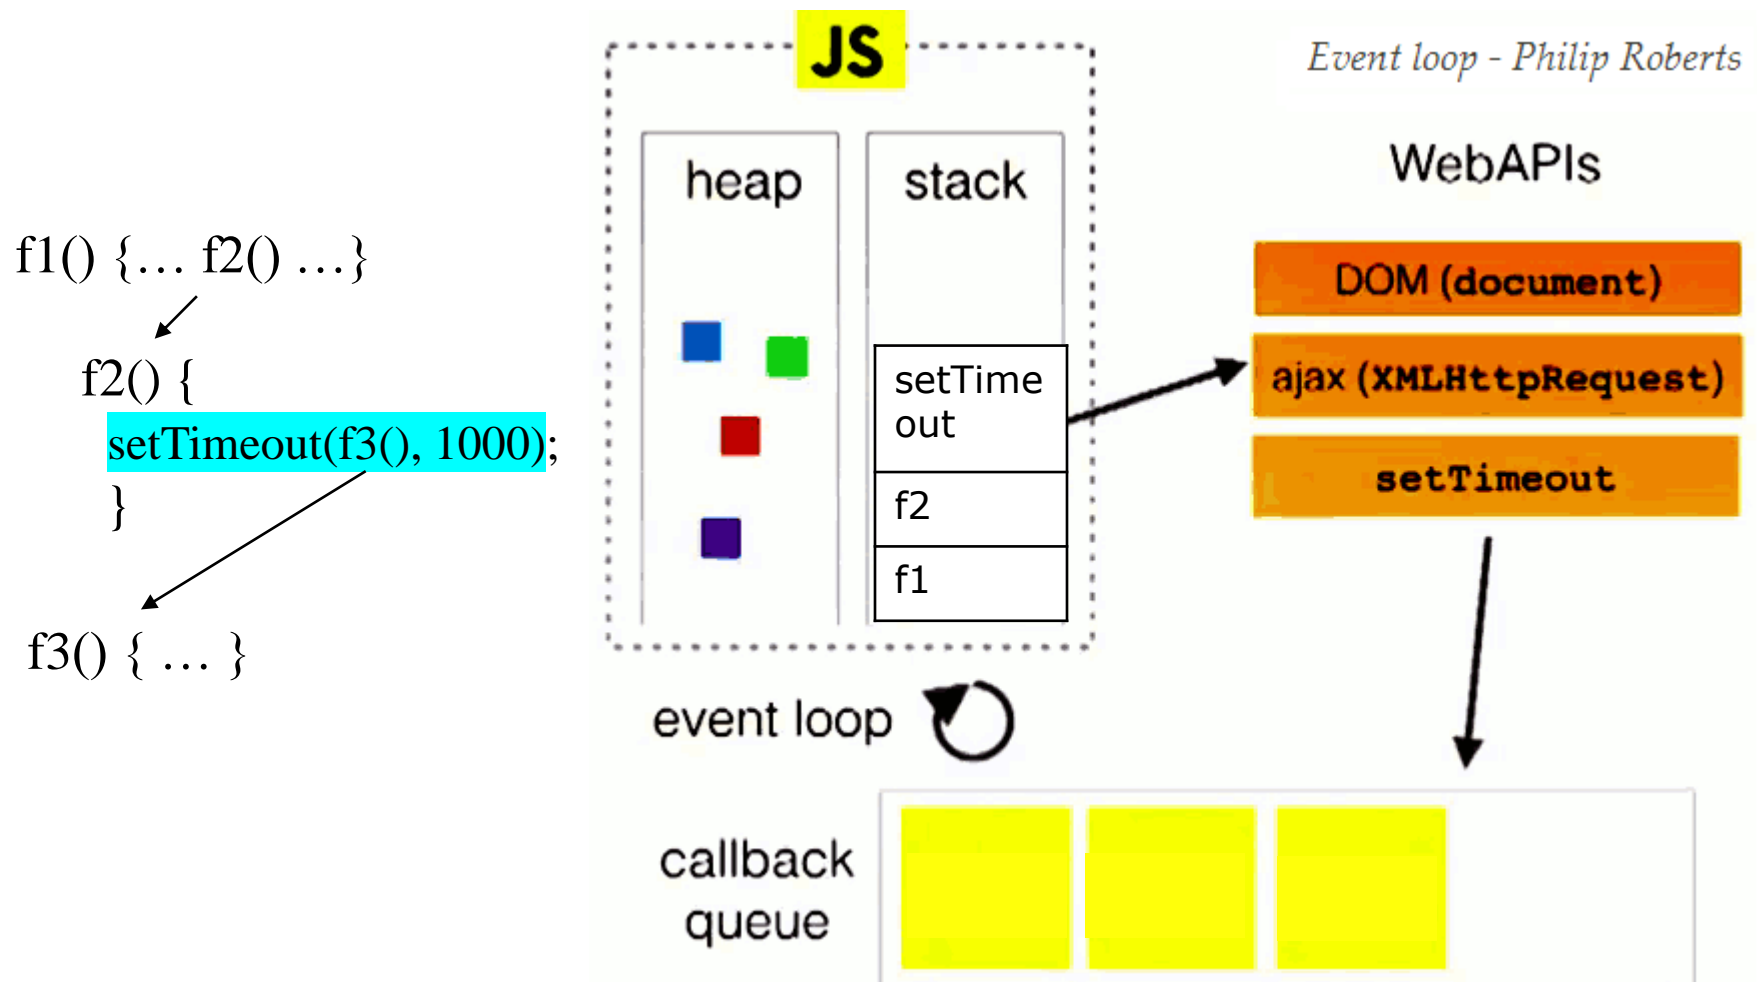 JS
Event loop - Philip Roberts
heap
stack
WebAPIs
f1() {… f2() …}
f2() {
setTimeout(f3(), 1000);
}
f3() { … }
setTime
out
f2
f1
DOM (document)
ajax (XMLHttpRequest)
setTimeout
event loop
callback
queue